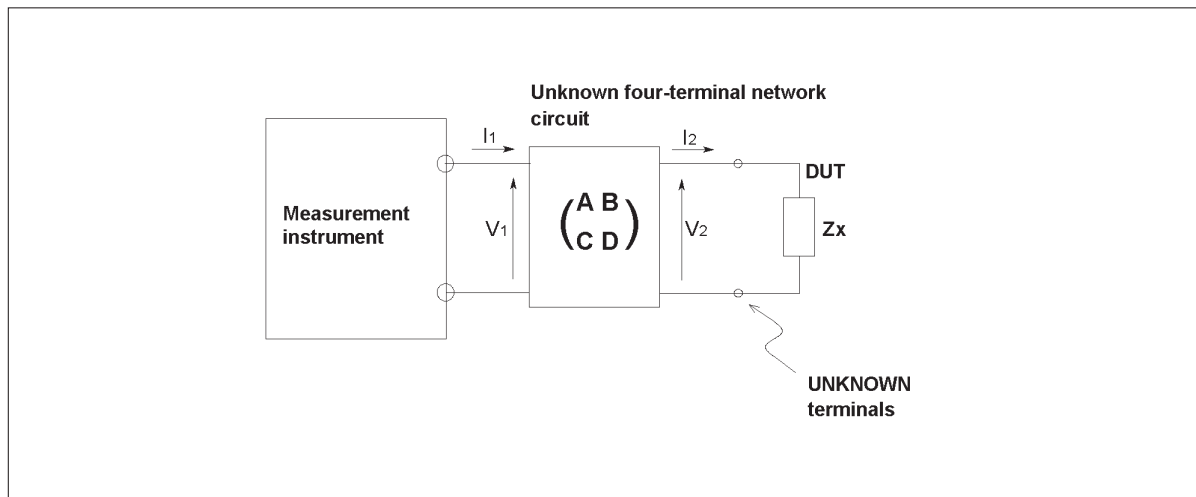 Unknown four-terminal network
circuit
I1
I2
DUT
Measurement
instrument
V1
(A B
C D)
V2
Zx
UNKNOWN
terminals